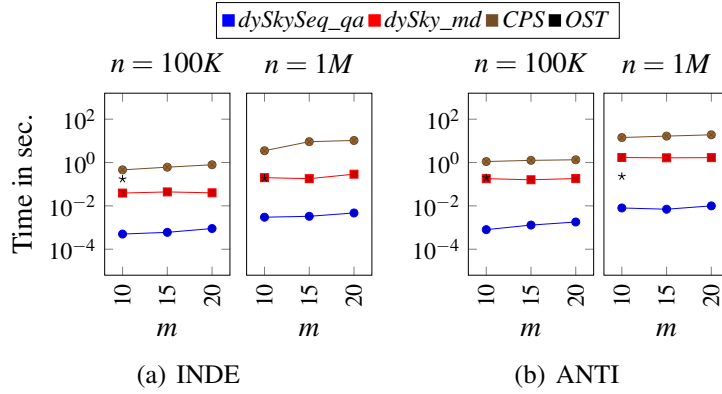 dySkySeq_qa dySky_md CPS OST
n = 100K n = 1M n = 100K n = 1M
Time in sec.
10^2
10^0
10^−2
10^−4
10 15 20 10 15 20
m m
(a) INDE
10^2
10^0
10^−2
10^−4
10 15 20 10 15 20
m m
(b) ANTI